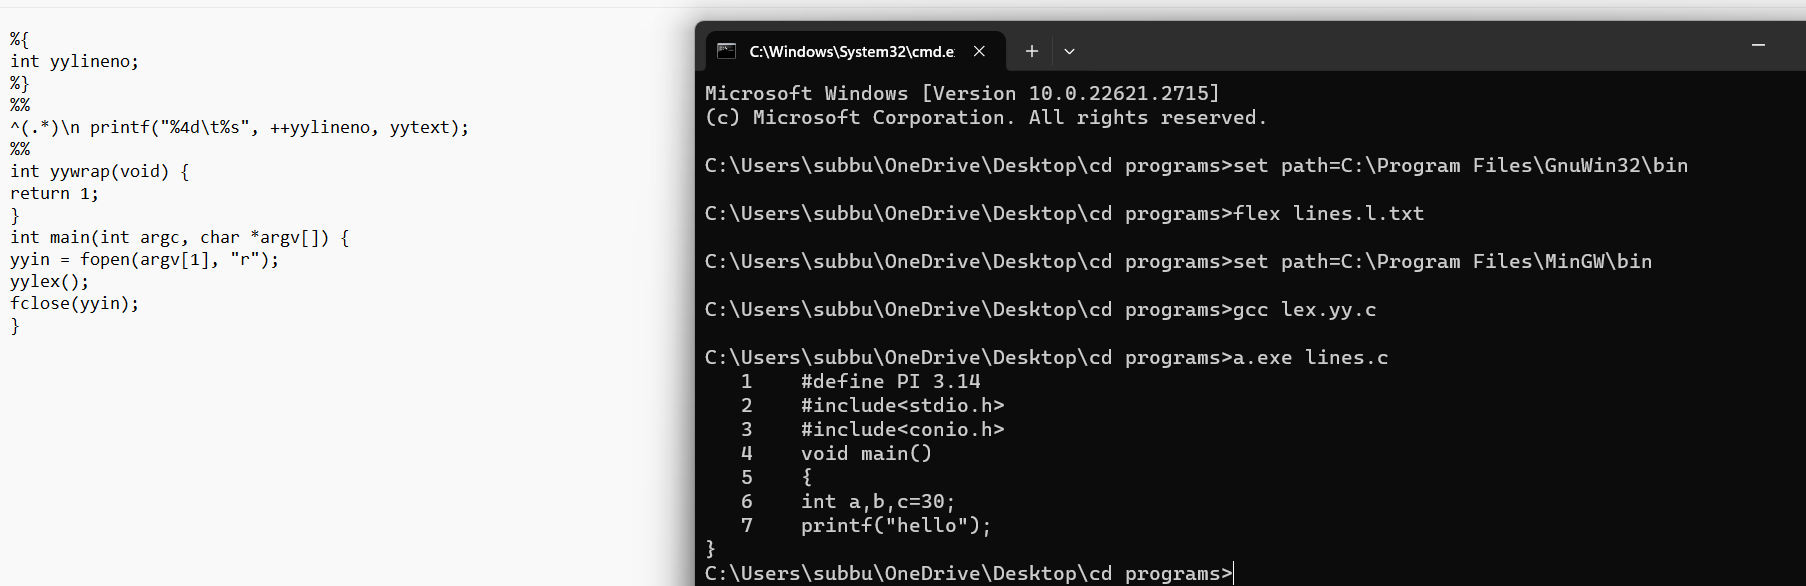 %{
int yylineno;
%}
%%
^(.*)\n printf("%4d\t%s", ++yylineno, yytext);
%%
int yywrap(void) {
return 1;
}
int main(int argc, char *argv[]) {
yyin = fopen(argv[1], "r");
yylex();
fclose(yyin);
}
C:\Windows\System32\cmd.e
Microsoft Windows [Version 10.0.22621.2715]
(c) Microsoft Corporation. All rights reserved.
C:\Users\subbu\OneDrive\Desktop\cd programs>set path=C:\Program Files\GnuWin32\bin
C:\Users\subbu\OneDrive\Desktop\cd programs>flex lines.l.txt
C:\Users\subbu\OneDrive\Desktop\cd programs>set path=C:\Program Files\MinGW\bin
C:\Users\subbu\OneDrive\Desktop\cd programs>gcc lex.yy.c
C:\Users\subbu\OneDrive\Desktop\cd programs>a.exe lines.c
   1    #define PI 3.14
   2    #include<stdio.h>
   3    #include<conio.h>
   4    void main()
   5    {
   6    int a,b,c=30;
   7    printf("hello");
}
C:\Users\subbu\OneDrive\Desktop\cd programs>